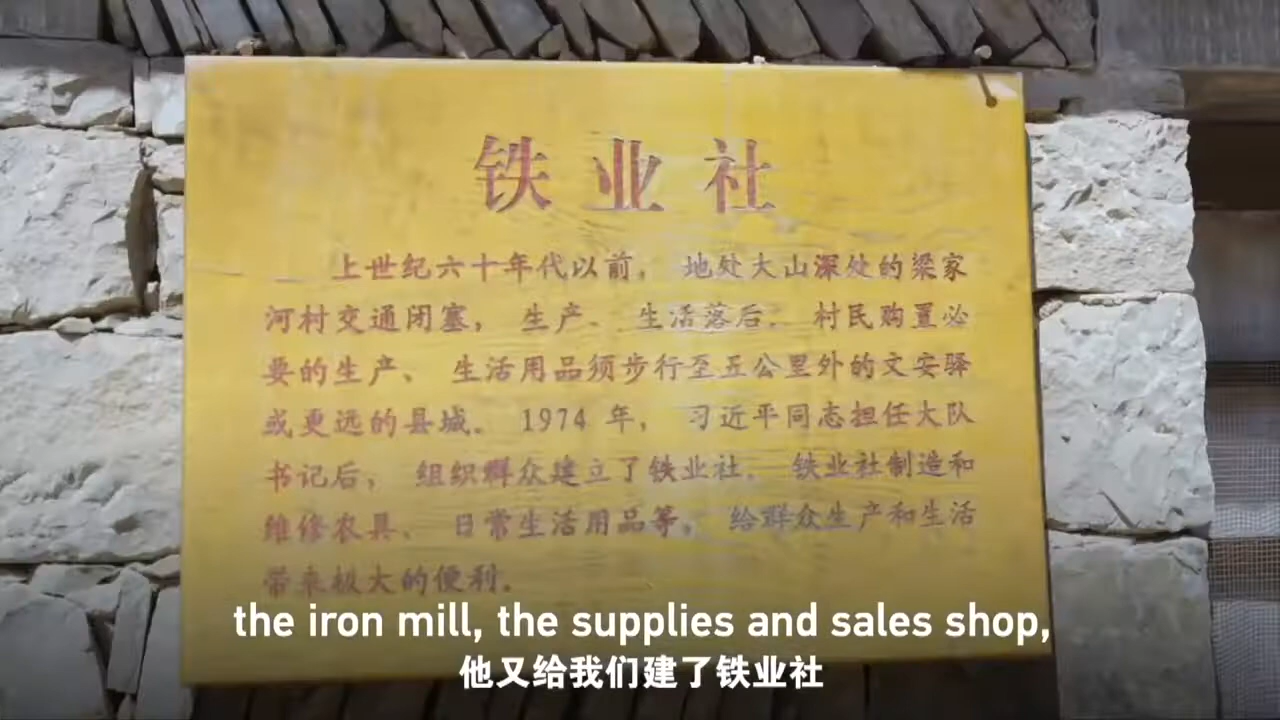 铁业社
上世纪六十年代以前，地处大山深处的梁家
河村交通闭塞，生产、生活落后。村民购置必
要的生产、生活用品须步行至五公里外的文安驿
或更远的县城。1974年，习近平同志担任大队
书记后，组织群众建立了铁业社。铁业社制造和
维修农具、日常生活用品等，给群众生产和生活
带来极大的便利。
the iron mill, the supplies and sales shop,
他又给我们建了铁业社